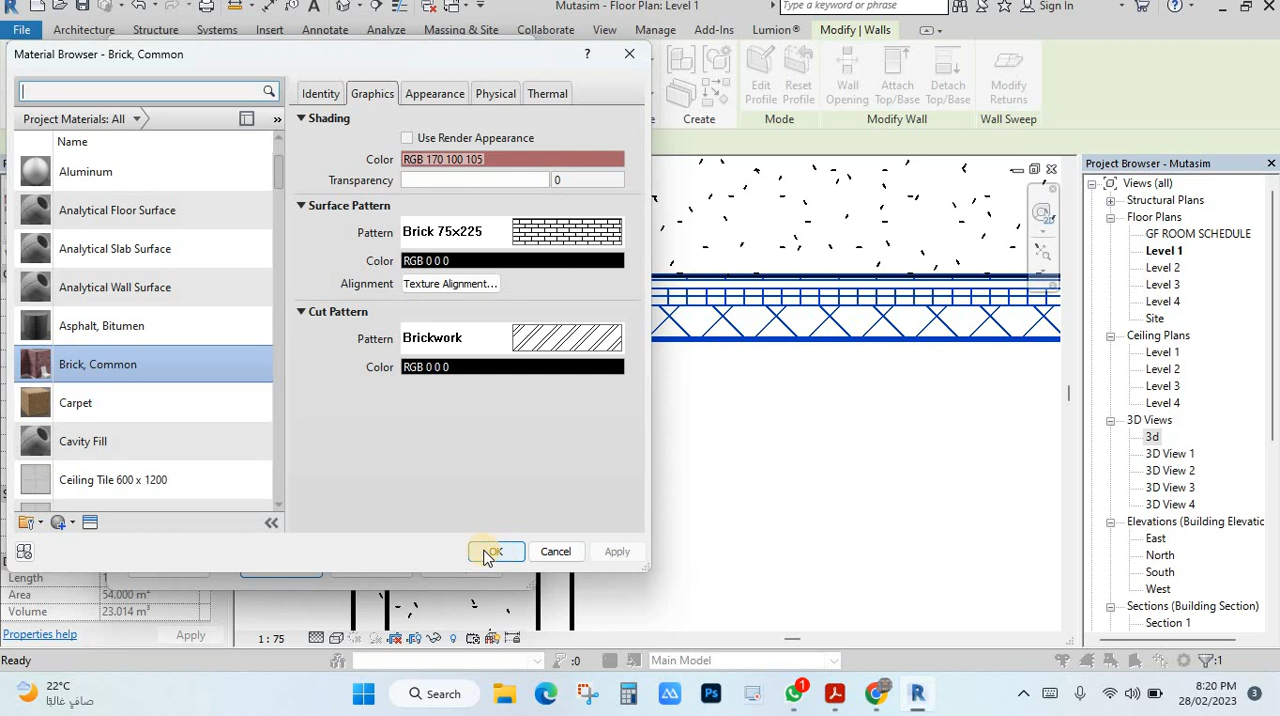 Mutasim - Floor Plan: Level 1
Type a keyword or phrase
Sign In
File
Architecture
Structure
Systems
Insert
Annotate
Analyze
Massing & Site
Collaborate
View
Manage
Add-Ins
Lumion®
Modify | Walls
Material Browser - Brick, Common
?
Edit
Profile
Reset
Profile
Wall
Opening
Attach
Top/Base
Detach
Top/Base
Modify
Returns
Create
Mode
Modify Wall
Wall Sweep
Project Materials: All
»
Name
Aluminum
Analytical Floor Surface
Analytical Slab Surface
Analytical Wall Surface
Asphalt, Bitumen
Brick, Common
Carpet
Cavity Fill
Ceiling Tile 600 x 1200
Identity
Graphics
Appearance
Physical
Thermal
Shading
Use Render Appearance
Color
RGB 170 100 105
Transparency
0
Surface Pattern
Pattern
Brick 75x225
Color
RGB 0 0 0
Alignment
Texture Alignment...
Cut Pattern
Pattern
Brickwork
Color
RGB 0 0 0
OK
Cancel
Apply
Project Browser - Mutasim
Views (all)
Structural Plans
Floor Plans
GF ROOM SCHEDULE
Level 1
Level 2
Level 3
Level 4
Site
Ceiling Plans
Level 1
Level 2
Level 3
Level 4
3D Views
3d
3D View 1
3D View 2
3D View 3
3D View 4
Elevations (Building Elevatic
East
North
South
West
Sections (Building Section)
Section 1
Length
1
Area
54.000 m²
Volume
23.014 m³
Properties help
Apply
1 : 75
Ready
:0
Main Model
:1
22°C
غائم جزئيا
Search
Ps
1
R
8:20 PM
28/02/2023
3